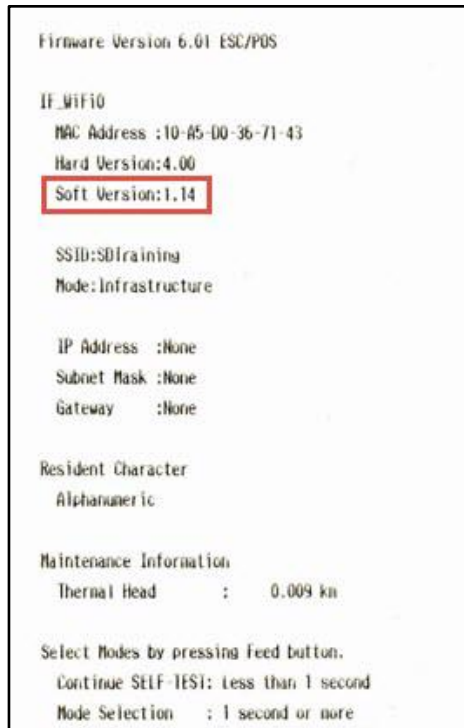 Firmware Version 6.01 ESC/POS
IF_WiFi0
MAC Address :10-A5-D0-36-71-43
Hard Version:4.00
Soft Version:1.14
SSID:SDTraining
Mode:Infrastructure
IP Address :None
Subnet Mask :None
Gateway :None
Resident Character
Alphanumeric
Maintenance Information
Thermal Head : 0.009 km
Select Modes by pressing Feed button.
Continue SELF-TEST: Less than 1 second
Mode Selection : 1 second or more